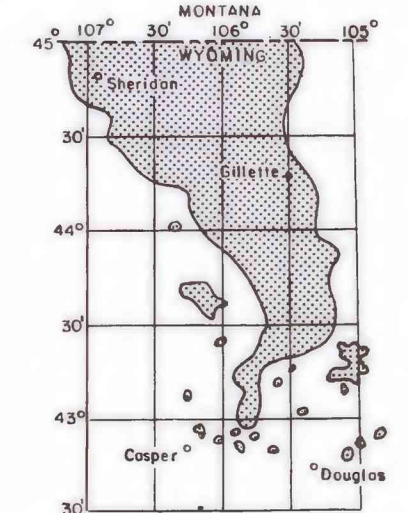 MONTANA
45° 107° 30' 106° 30' 105°
WYOMING
Sheridan
30'
Gillette
44°
30'
43°
Casper
Douglas
30'